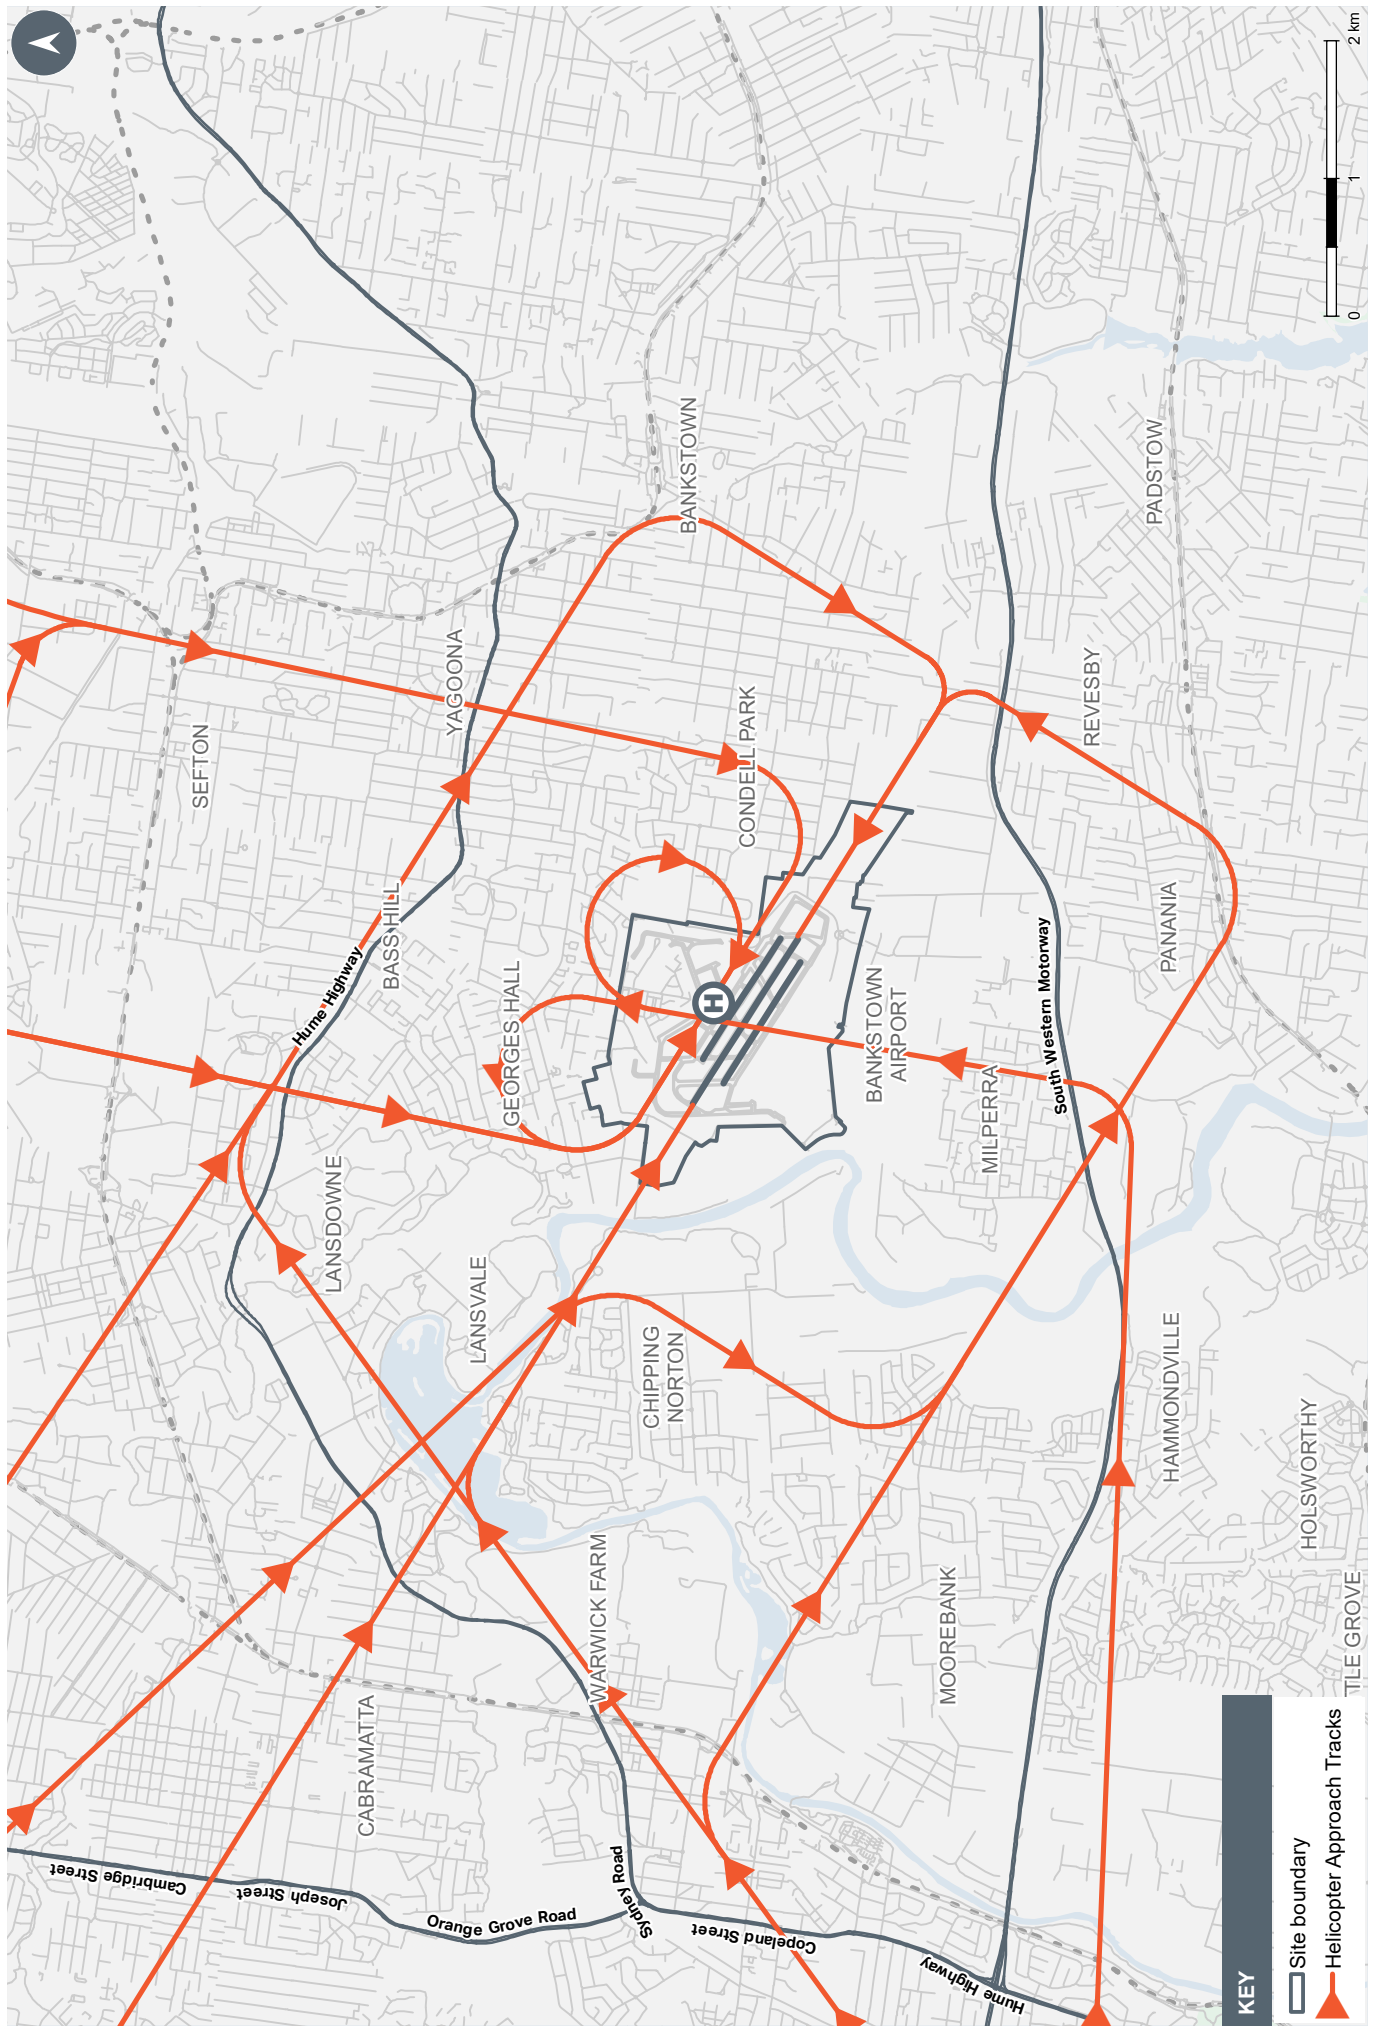 SEFTON
YAGOONA
BANKSTOWN
Hume Highway
BASS HILL
CONDELL PARK
PADSTOW
REVESBY
GEORGES HALL
LANSDOWNE
LANSVALE
H
BANKSTOWN
AIRPORT
MILPERRA
South Western Motorway
PANANIA
CHIPPING
NORTON
WARWICK FARM
CABRAMATTA
MOOREBANK
HAMMONDVILLE
HOLSWORTHY
TLE GROVE
Cambridge Street
Joseph Street
Orange Grove Road
Sydney Road
Copeland Street
Hume Highway
0
1
2 km
KEY
Site boundary
Helicopter Approach Tracks